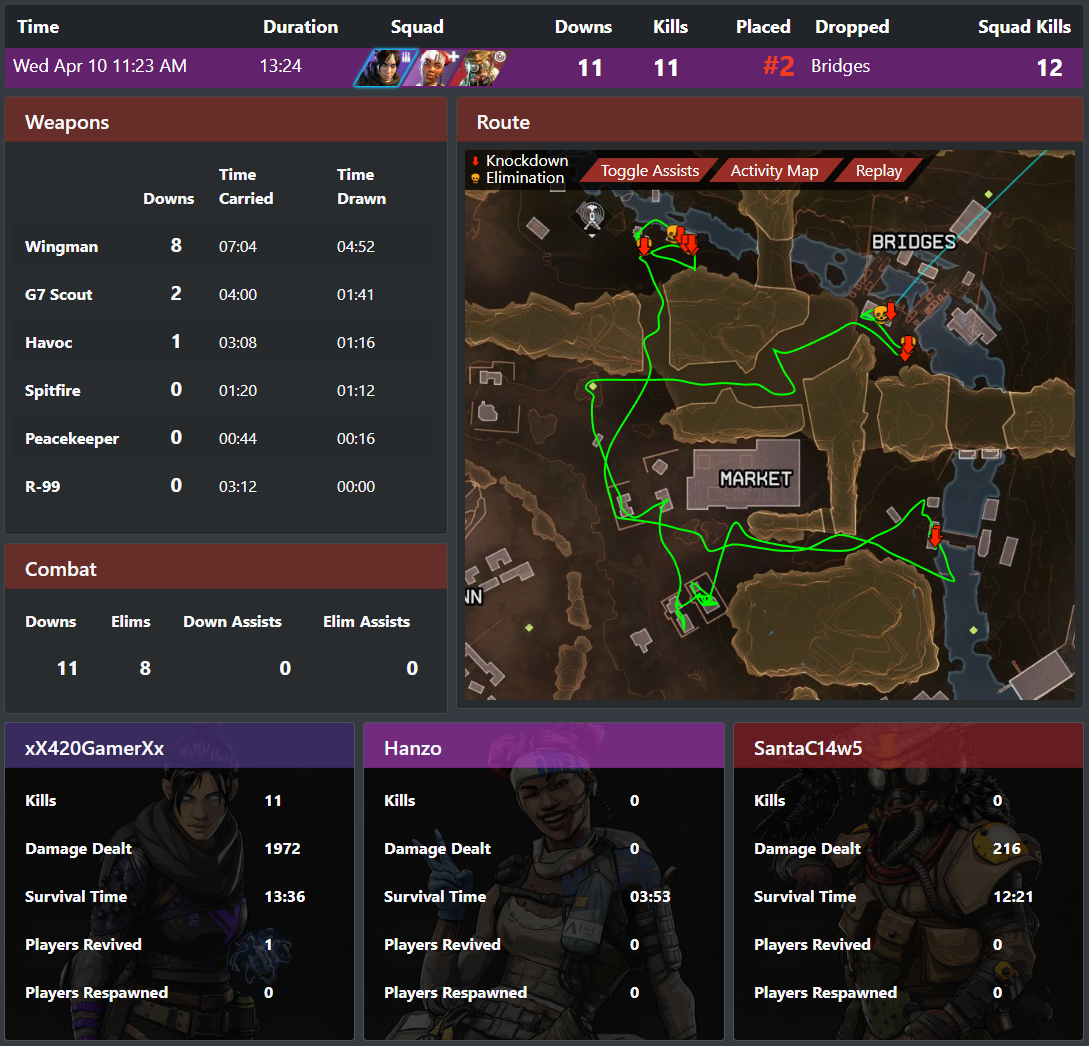 Time Duration Squad Downs Kills Placed Dropped Squad Kills
Wed Apr 10 11:23 AM 13:24 11 11 #2 Bridges 12
Weapons
Downs Time Carried Time Drawn
Wingman 8 07:04 04:52
G7 Scout 2 04:00 01:41
Havoc 1 03:08 01:16
Spitfire 0 01:20 01:12
Peacekeeper 0 00:44 00:16
R-99 0 03:12 00:00
Combat
Downs Elims Down Assists Elim Assists
11 8 0 0
Route
Knockdown
Elimination
Toggle Assists Activity Map Replay
BRIDGES
MARKET
NN
xX420GamerXx
Kills 11
Damage Dealt 1972
Survival Time 13:36
Players Revived 1
Players Respawned 0
Hanzo
Kills 0
Damage Dealt 0
Survival Time 03:53
Players Revived 0
Players Respawned 0
SantaC14w5
Kills 0
Damage Dealt 216
Survival Time 12:21
Players Revived 0
Players Respawned 0